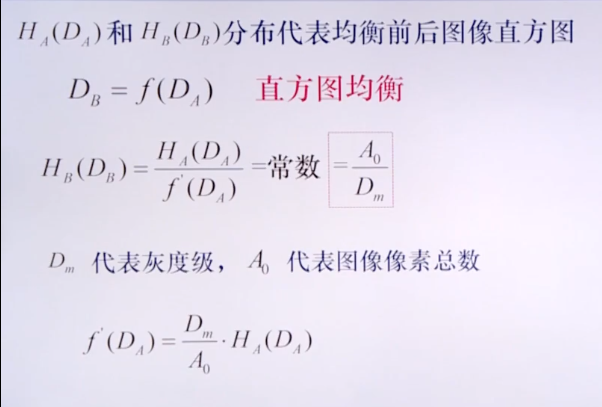 H_A(D_A)和 H_B(D_B)分布代表均衡前后图像直方图
D_B = f(D_A) 直方图均衡
H_B(D_B) = \frac{H_A(D_A)}{f'(D_A)} =常数 = \frac{A_0}{D_m}
D_m 代表灰度级， A_0 代表图像像素总数
f'(D_A) = \frac{D_m}{A_0} · H_A(D_A)